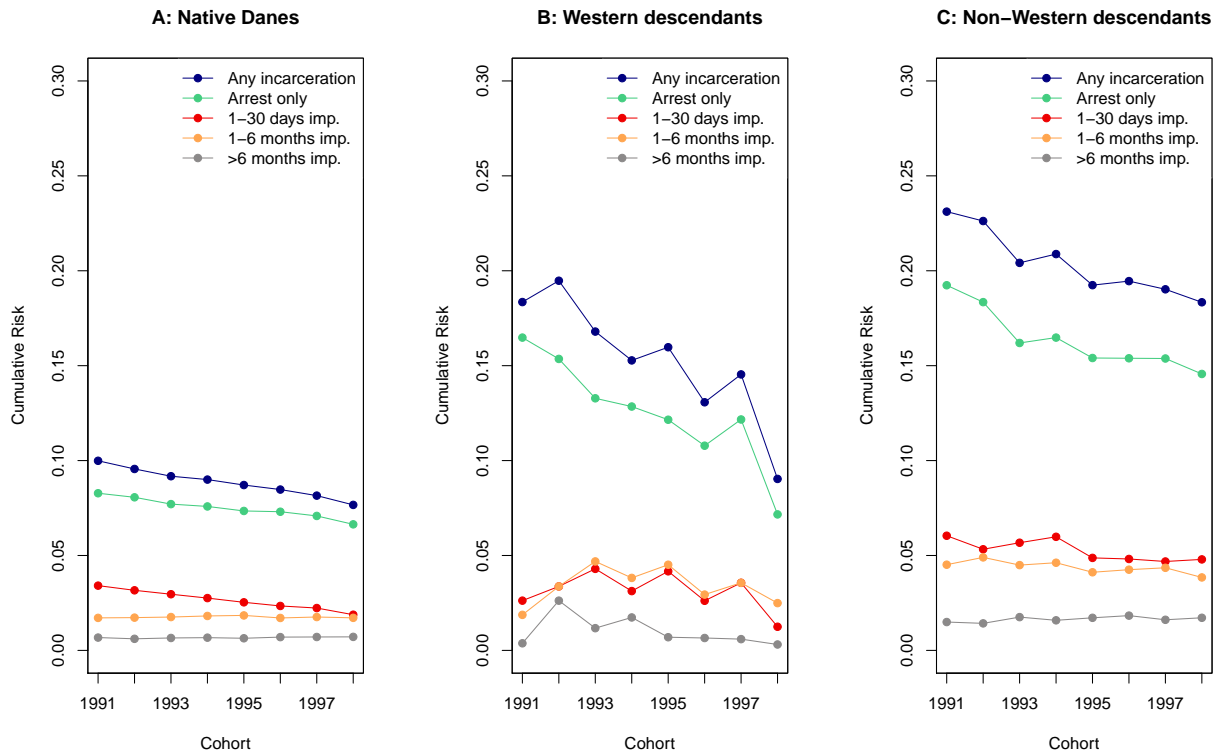 A: Native Danes
Any incarceration
Arrest only
1−30 days imp.
1−6 months imp.
>6 months imp.
0.30
0.25
0.20
0.15
0.10
0.05
0.00
Cumulative Risk
1991 1993 1995 1997
Cohort
B: Western descendants
Any incarceration
Arrest only
1−30 days imp.
1−6 months imp.
>6 months imp.
0.30
0.25
0.20
0.15
0.10
0.05
0.00
Cumulative Risk
1991 1993 1995 1997
Cohort
C: Non−Western descendants
Any incarceration
Arrest only
1−30 days imp.
1−6 months imp.
>6 months imp.
0.30
0.25
0.20
0.15
0.10
0.05
0.00
Cumulative Risk
1991 1993 1995 1997
Cohort